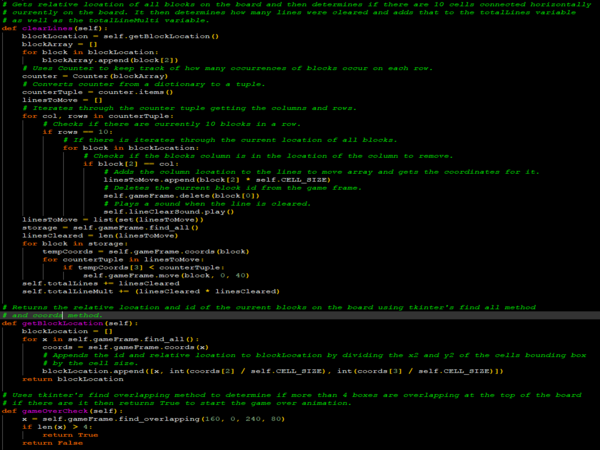 # Gets relative location of all blocks on the board and then determines if there are 10 cells connected horizontally
# currently on the board. It then determines how many lines were cleared and adds that to the totalLines variable
# as well as the totalLineMulti variable.
def clearLines(self):
    blockLocation = self.getBlockLocation()
    blockArray = []
    for block in blockLocation:
        blockArray.append(block[2])
    # Uses Counter to keep track of how many occurrences of blocks occur on each row.
    counter = Counter(blockArray)
    # Converts counter from a dictionary to a tuple.
    counterTuple = counter.items()
    linesToMove = []
    # Iterates through the counter tuple getting the columns and rows.
    for col, rows in counterTuple:
        # Checks if there are currently 10 blocks in a row.
        if rows == 10:
            # If there is iterates through the current location of all blocks.
            for block in blockLocation:
                # Checks if the blocks column is in the location of the column to remove.
                if block[2] == col:
                    # Adds the column location to the lines to move array and gets the coordinates for it.
                    linesToMove.append(block[2] * self.CELL_SIZE)
                    # Deletes the current block id from the game frame.
                    self.gameFrame.delete(block[0])
                    # Plays a sound when the line is cleared.
                    self.lineClearSound.play()
    linesToMove = list(set(linesToMove))
    storage = self.gameFrame.find_all()
    linesCleared = len(linesToMove)
    for block in storage:
        tempCoords = self.gameFrame.coords(block)
        for counterTuple in linesToMove:
            if tempCoords[3] < counterTuple:
                self.gameFrame.move(block, 0, 40)
    self.totalLines += linesCleared
    self.totalLineMult += (linesCleared * linesCleared)
# Returns the relative location and id of the current blocks on the board using tkinter's find all method
# and coords method.
def getBlockLocation(self):
    blockLocation = []
    for x in self.gameFrame.find_all():
        coords = self.gameFrame.coords(x)
        # Appends the id and relative location to blockLocation by dividing the x2 and y2 of the cells bounding box
        # by the cell size.
        blockLocation.append([x, int(coords[2] / self.CELL_SIZE), int(coords[3] / self.CELL_SIZE)])
    return blockLocation
# Uses tkinter's find overlapping method to determine if more than 4 boxes are overlapping at the top of the board
# if there are it then returns True to start the game over animation.
def gameOverCheck(self):
    x = self.gameFrame.find_overlapping(160, 0, 240, 80)
    if len(x) > 4:
        return True
    return False